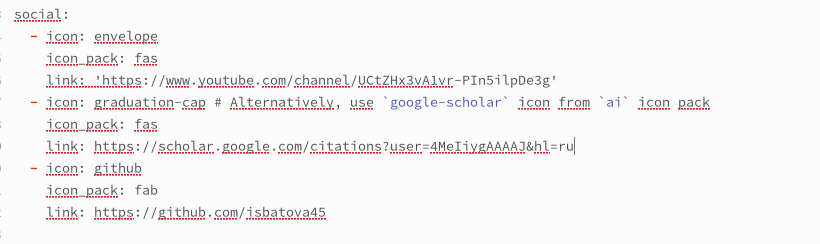 social:
  - icon: envelope
    icon_pack: fas
    link: 'https://www.youtube.com/channel/UCtZHx3vA1vr-PIn5ilpDe3g'
  - icon: graduation-cap # Alternatively, use `google-scholar` icon from `ai` icon pack
    icon_pack: fas
    link: https://scholar.google.com/citations?user=4MeIiygAAAAJ&hl=ru
  - icon: github
    icon_pack: fab
    link: https://github.com/isbatova45